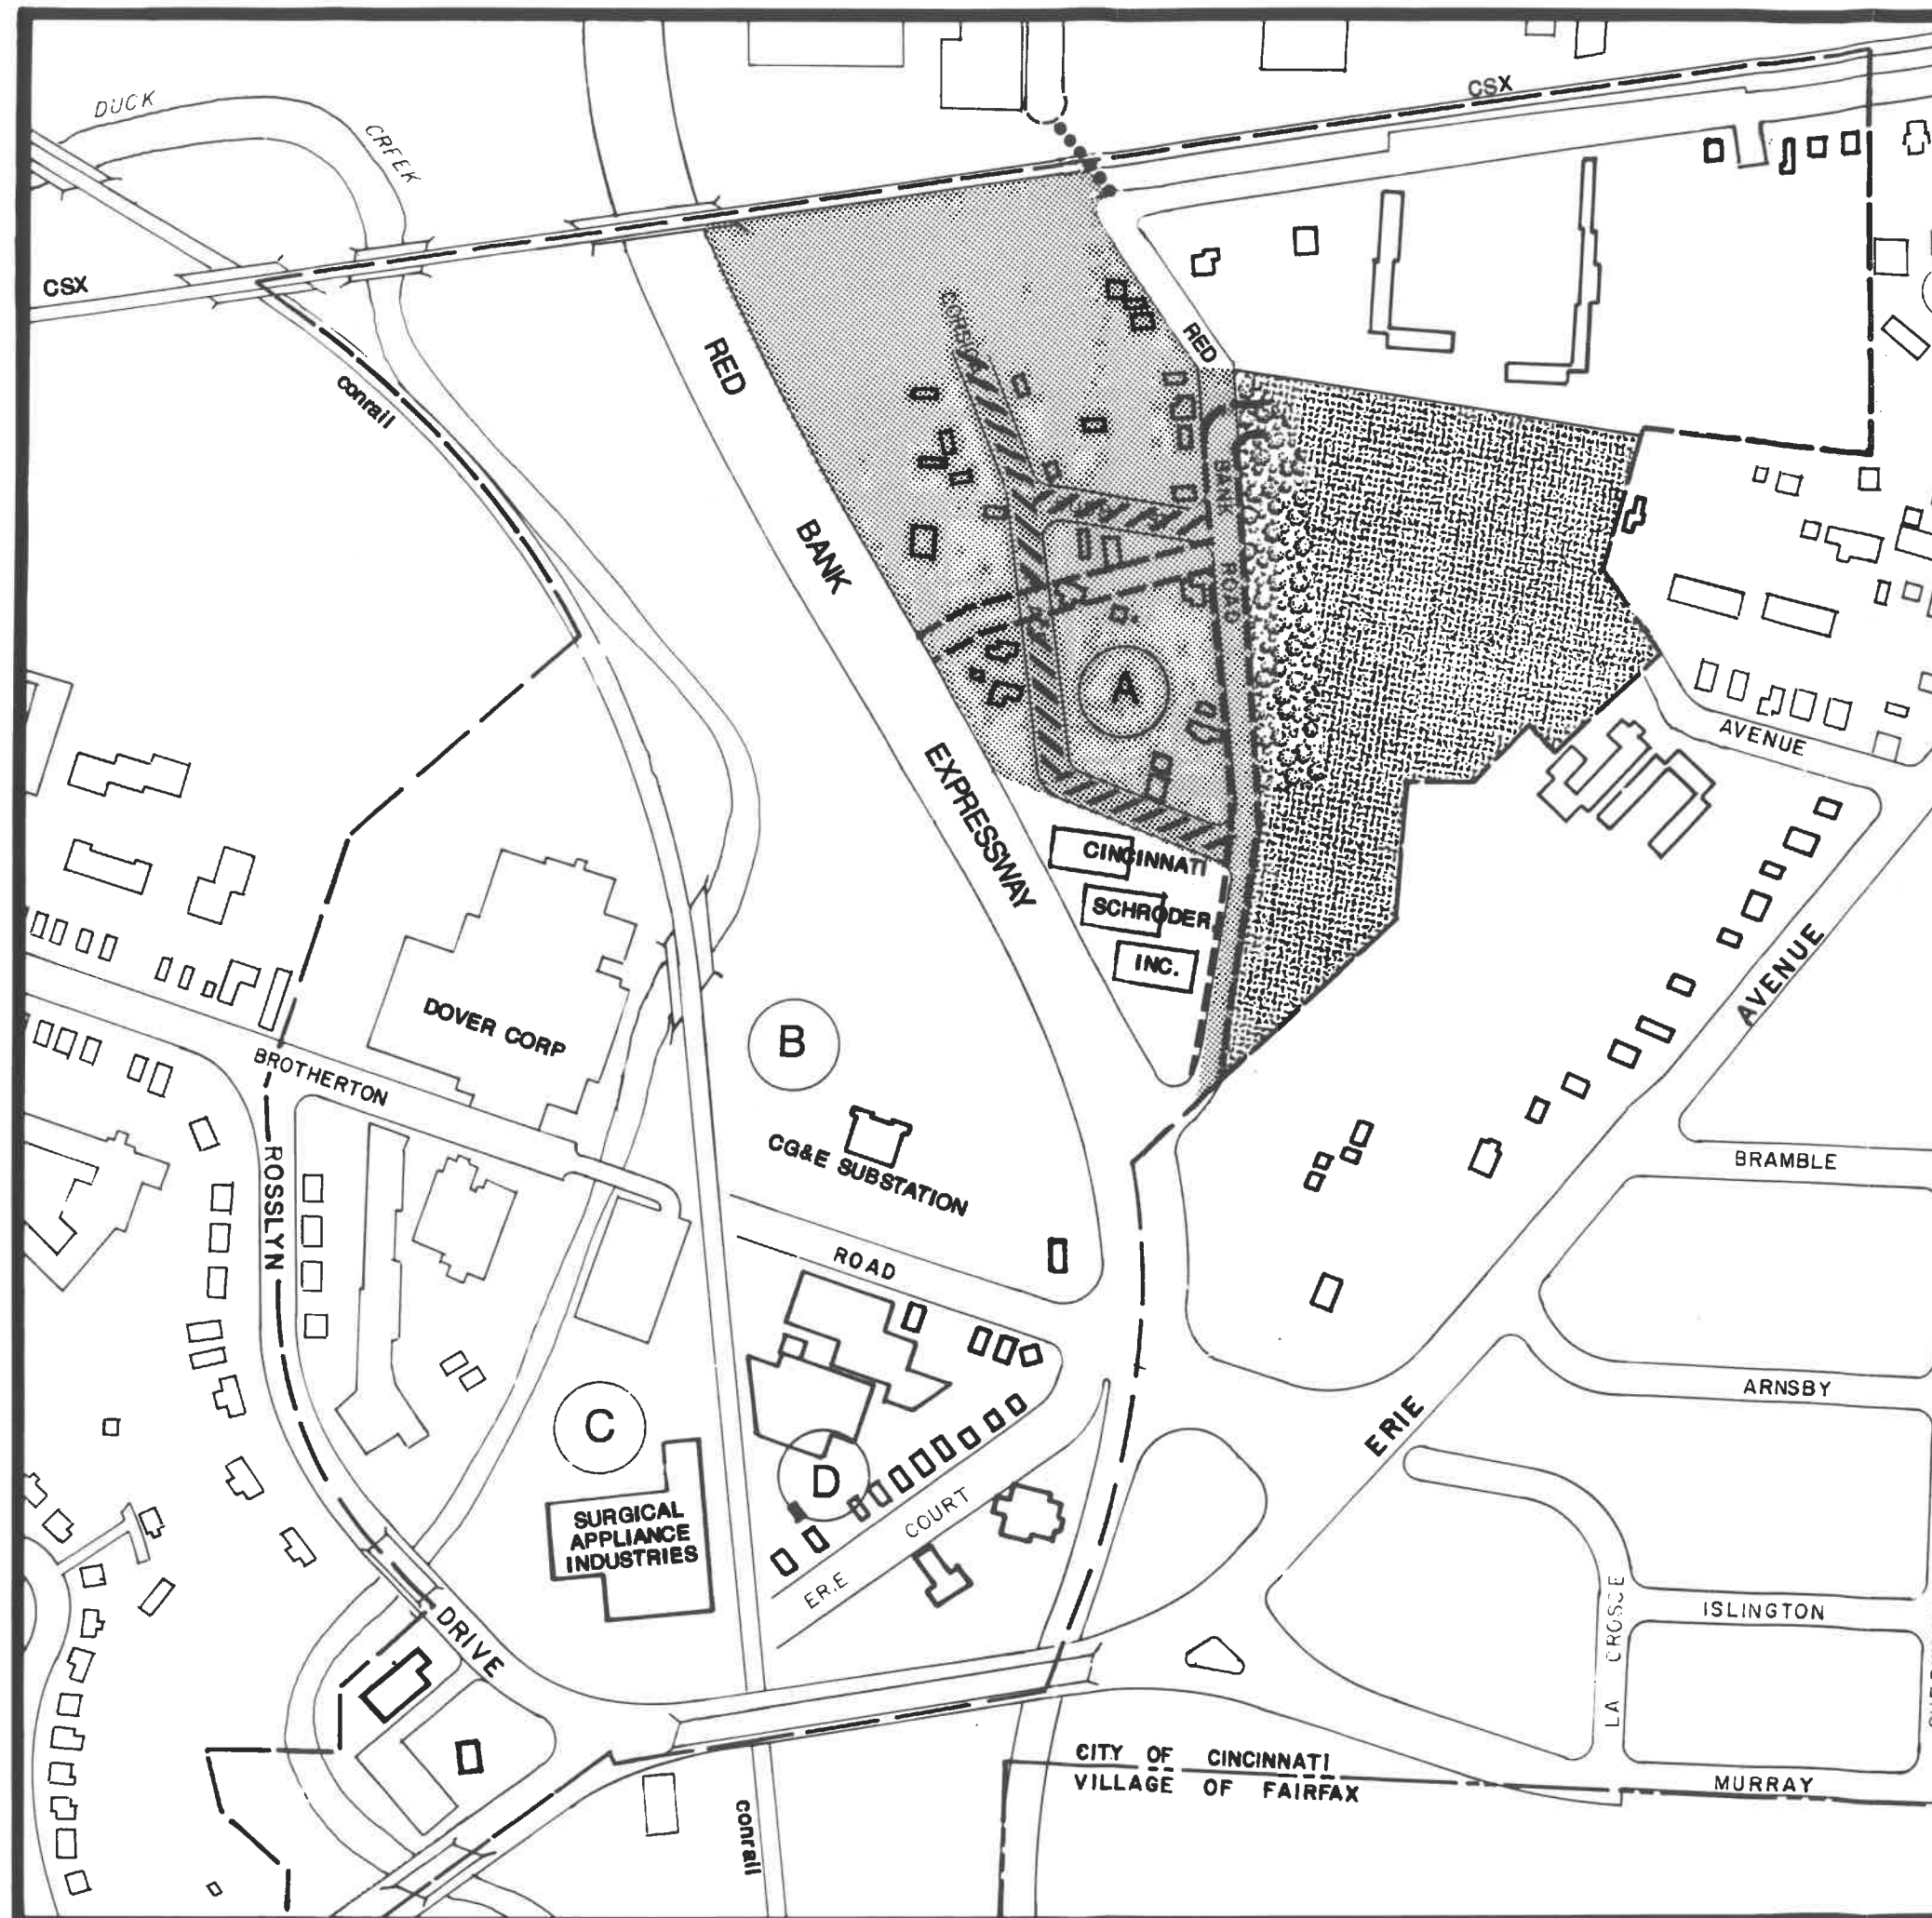 DUCK
CREEK
CSX
CSX
conrail
RED
BANK
EXPRESSWAY
RED
BANK
ROAD
A
CINCINNATI
SCHRODER
INC.
AVENUE
AVENUE
DOVER CORP
B
BROTHERTON
CG&E SUBSTATION
ROSSLYN
ROAD
BRAMBLE
ARNSBY
ERIE
C
D
SURGICAL
APPLIANCE
INDUSTRIES
ER.E COURT
DRIVE
LA CROSSE
ISLINGTON
CITY OF CINCINNATI
VILLAGE OF FAIRFAX
MURRAY
conrail